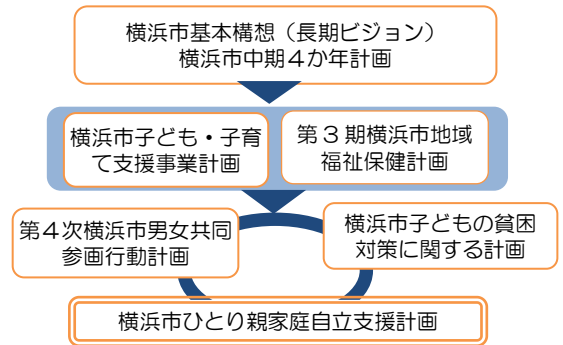 横浜市基本構想（長期ビジョン）
横浜市中期４か年計画
横浜市子ども・子育
て支援事業計画
第３期横浜市地域
福祉保健計画
第４次横浜市男女共同
参画行動計画
横浜市子どもの貧困
対策に関する計画
横浜市ひとり親家庭自立支援計画